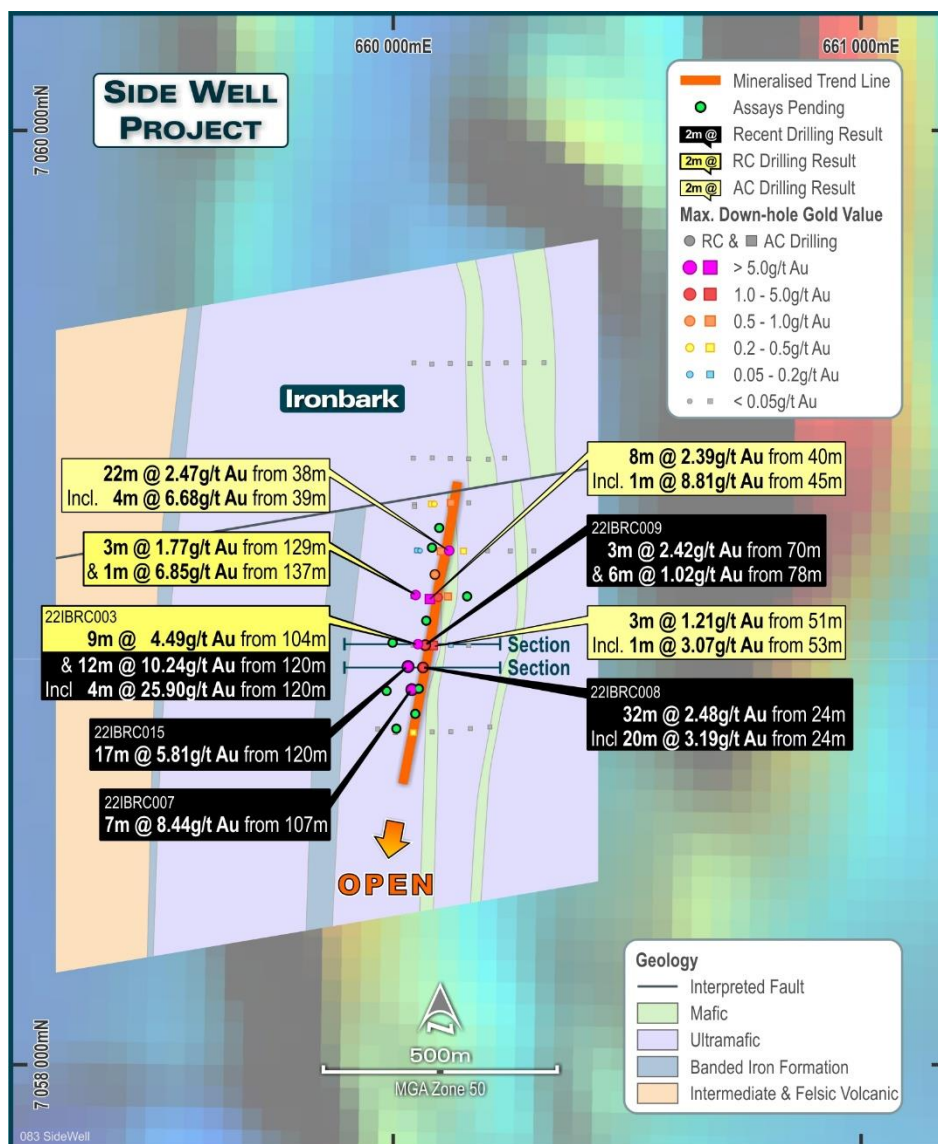 660 000mE
661 000mE
7 060 000mN
SIDE WELL
PROJECT
Mineralised Trend Line
Assays Pending
2m @ Recent Drilling Result
2m @ RC Drilling Result
2m @ AC Drilling Result
Max. Down-hole Gold Value
RC & AC Drilling
> 5.0g/t Au
1.0 - 5.0g/t Au
0.5 - 1.0g/t Au
0.2 - 0.5g/t Au
0.05 - 0.2g/t Au
< 0.05g/t Au
Ironbark
22m @ 2.47g/t Au from 38m
Incl. 4m @ 6.68g/t Au from 39m
8m @ 2.39g/t Au from 40m
Incl. 1m @ 8.81g/t Au from 45m
3m @ 1.77g/t Au from 129m
& 1m @ 6.85g/t Au from 137m
22IBRC009
3m @ 2.42g/t Au from 70m
& 6m @ 1.02g/t Au from 78m
22IBRC003
9m @ 4.49g/t Au from 104m
& 12m @ 10.24g/t Au from 120m
Incl 4m @ 25.90g/t Au from 120m
3m @ 1.21g/t Au from 51m
Incl. 1m @ 3.07g/t Au from 53m
Section
Section
22IBRC008
32m @ 2.48g/t Au from 24m
Incl 20m @ 3.19g/t Au from 24m
22IBRC015
17m @ 5.81g/t Au from 120m
22IBRC007
7m @ 8.44g/t Au from 107m
OPEN
N
500m
MGA Zone 50
7 058 000mN
Geology
Interpreted Fault
Mafic
Ultramafic
Banded Iron Formation
Intermediate & Felsic Volcanic
083 SideWell